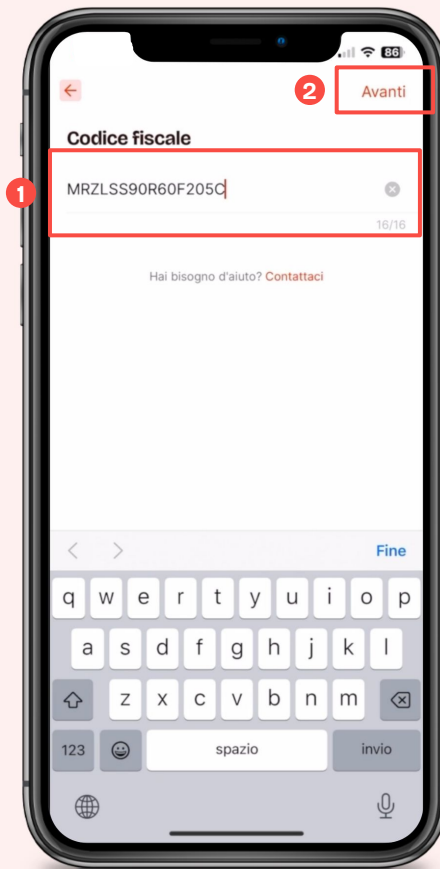 86
2
Avanti
Codice fiscale
1
MRZLSS90R60F205C
16/16
Hai bisogno d'aiuto? Contattaci
Fine
q w e r t y u i o p
a s d f g h j k l
z x c v b n m
123 spazio invio